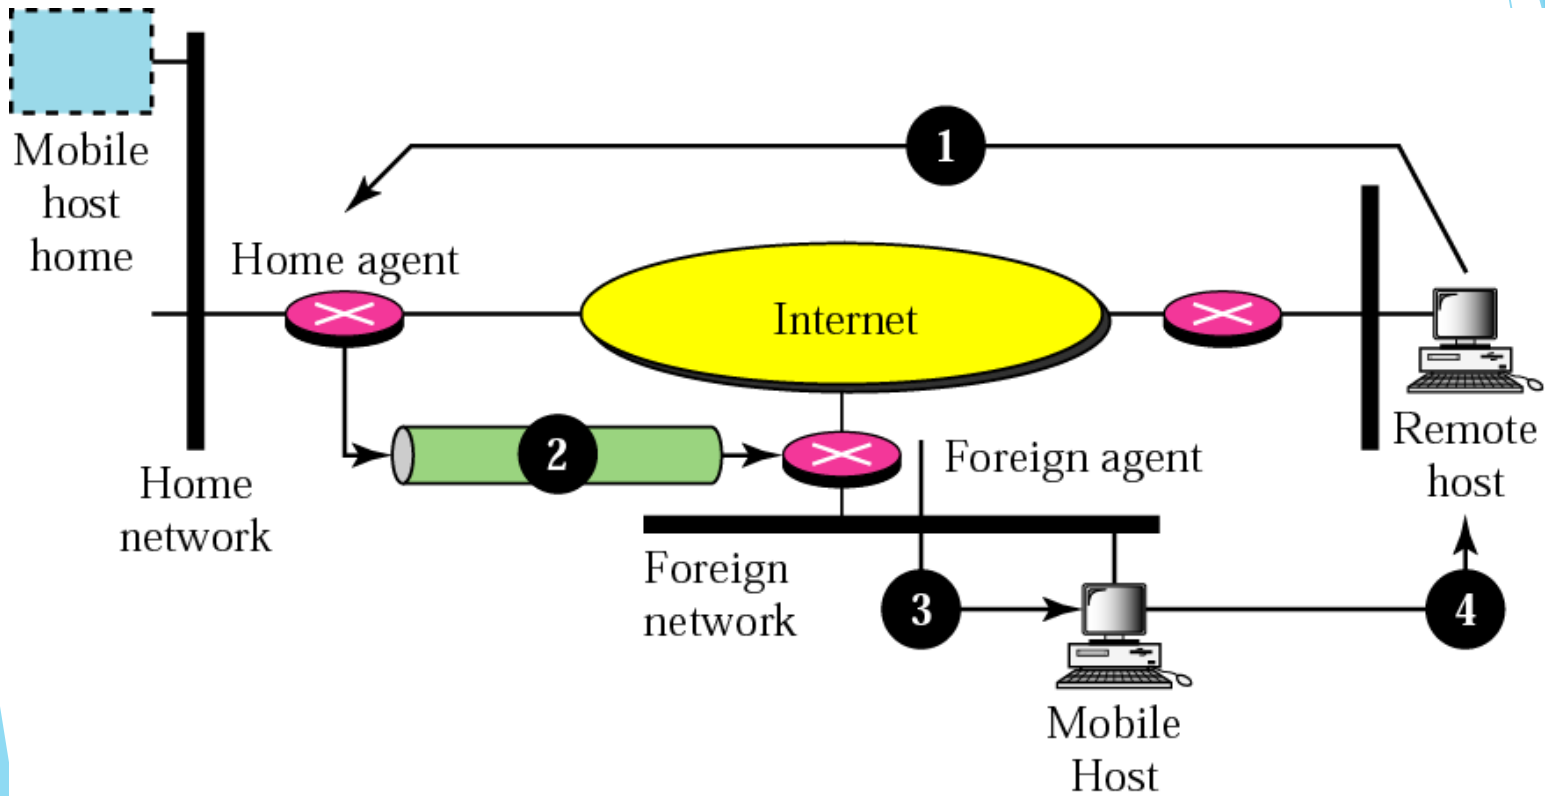 1
Mobile
host
home
Home agent
Internet
2
Foreign agent
Remote
host
Home
network
Foreign
network
3
4
Mobile
Host